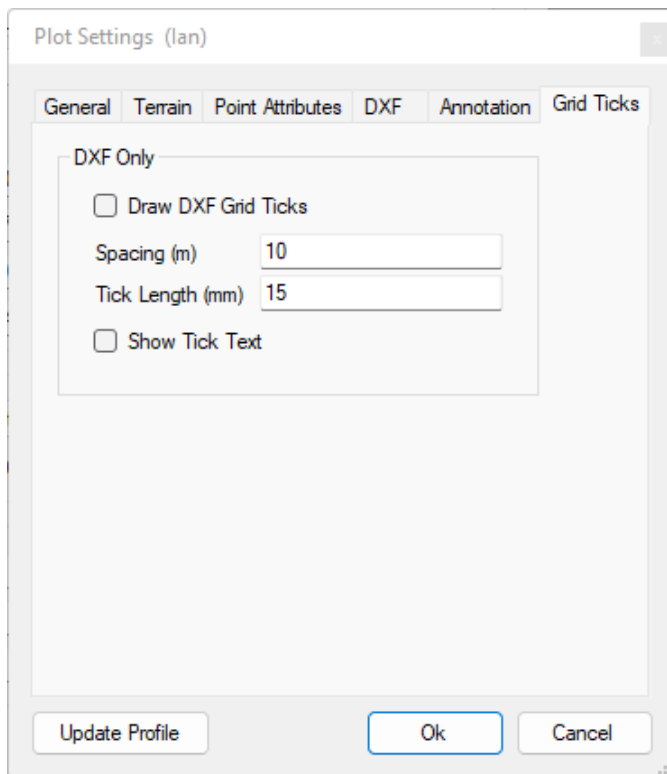 Plot Settings (Ian)
x
General Terrain Point Attributes DXF Annotation Grid Ticks
DXF Only
Draw DXF Grid Ticks
Spacing (m) 10
Tick Length (mm) 15
Show Tick Text
Update Profile Ok Cancel